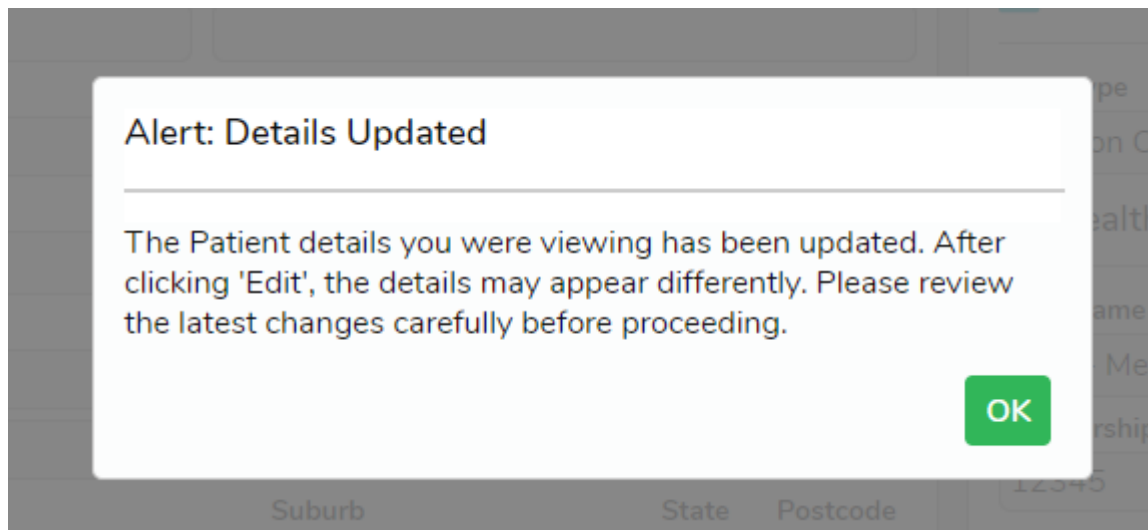 Alert: Details Updated
The Patient details you were viewing has been updated. After
clicking 'Edit', the details may appear differently. Please review
the latest changes carefully before proceeding.
OK
12345
Suburb State Postcode